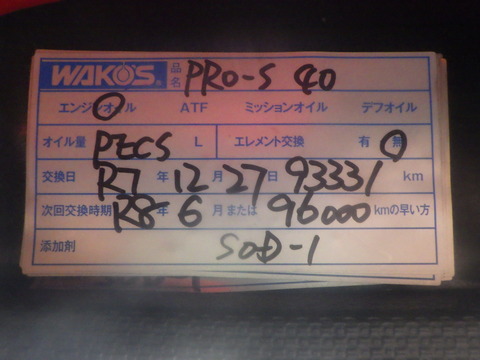 WAKO'S® 品名 PRO-S 40
エンジンオイル ATF ミッションオイル デフオイル
オイル量 RECS L エレメント交換 有 無
交換日 R7 年 12 月 27 日 93331 km
次回交換時期 R8 年 6 月または 96000 kmの早い方
添加剤 SOD-1